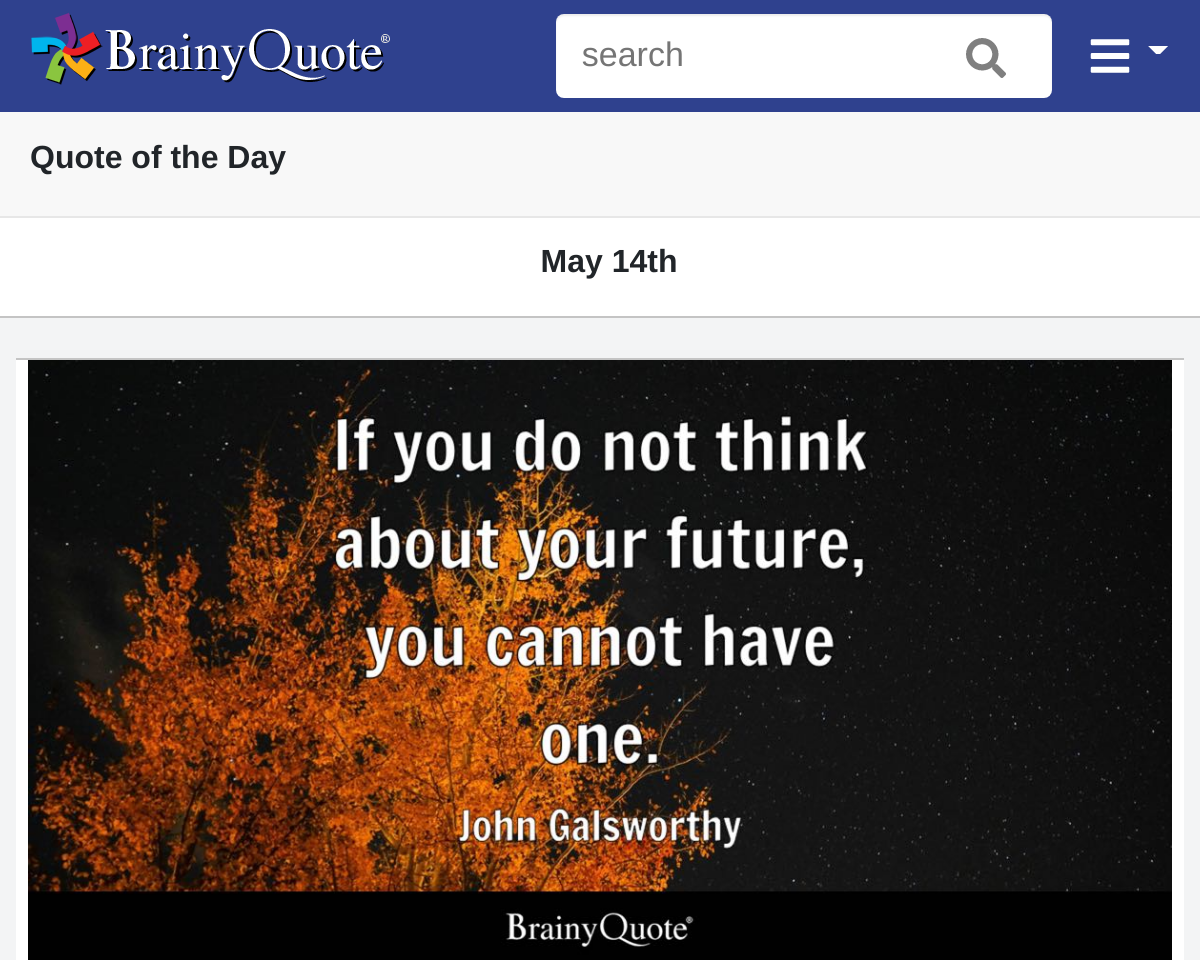 BrainyQuote®
search
Quote of the Day
May 14th
If you do not think
about your future,
you cannot have
one.
John Galsworthy
BrainyQuote®